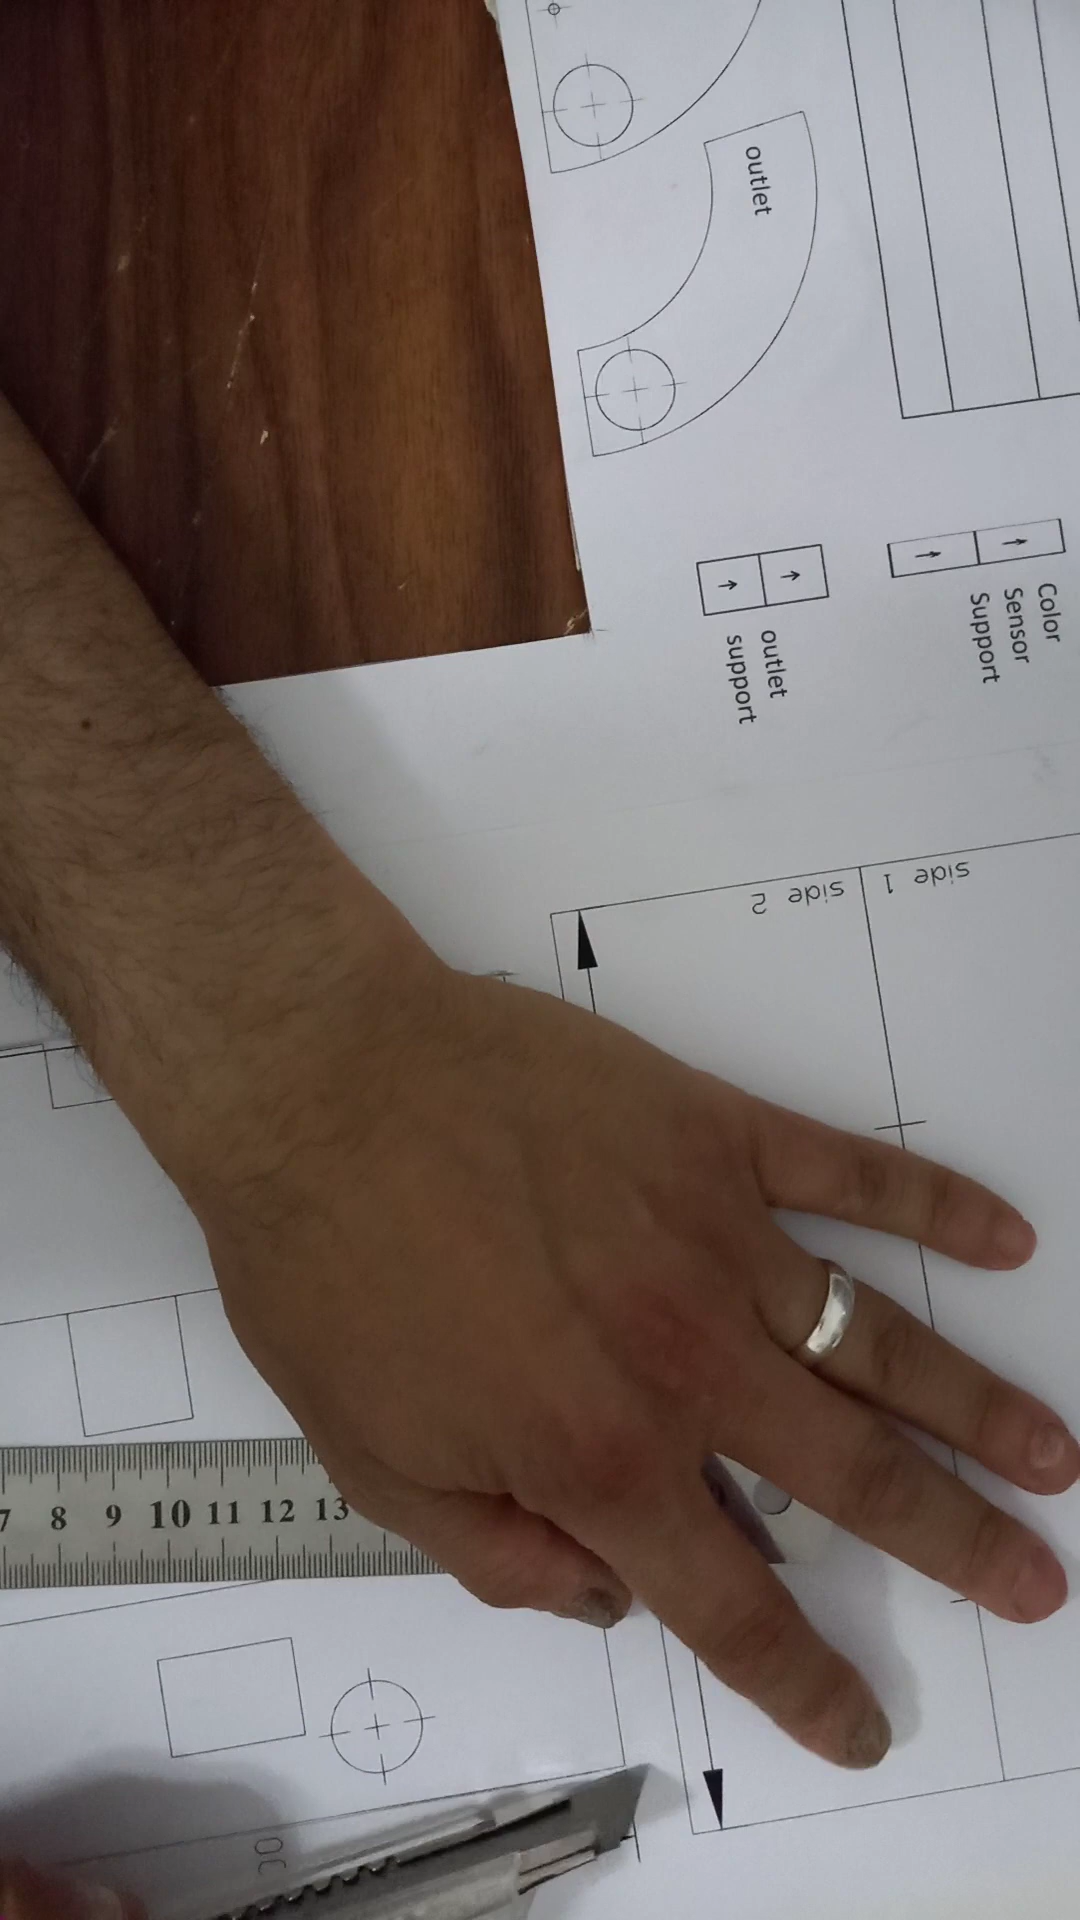 outlet
Color
Sensor
Support
outlet
support
side 1
side 2
7 8 9 10 11 12 13